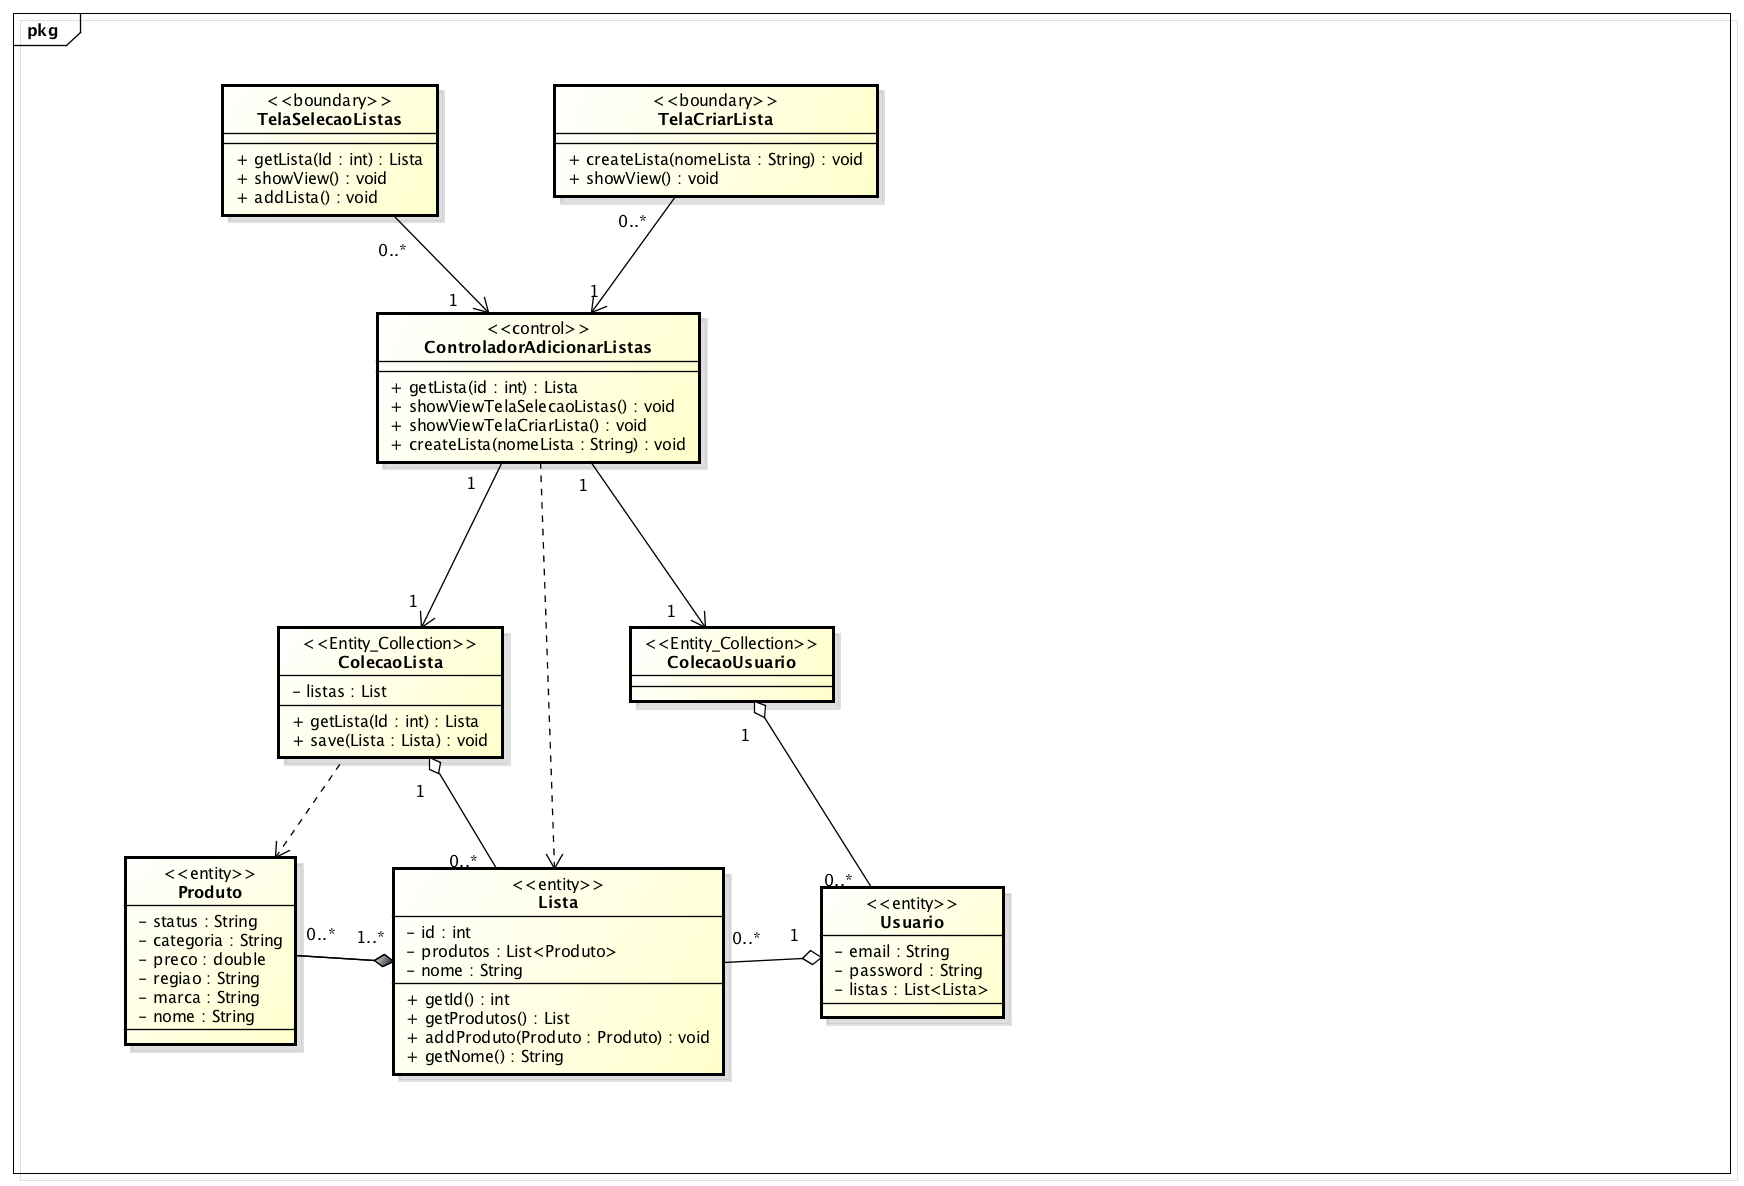 pkg
<<boundary>>
TelaSelecaoListas
+ getLista(Id : int) : Lista
+ showView() : void
+ addLista() : void
<<boundary>>
TelaCriarLista
+ createLista(nomeLista : String) : void
+ showView() : void
0..*
1
0..*
1
<<control>>
ControladorAdicionarListas
+ getLista(id : int) : Lista
+ showViewTelaSelecaoListas() : void
+ showViewTelaCriarLista() : void
+ createLista(nomeLista : String) : void
1
1
1
1
<<Entity_Collection>>
ColecaoLista
- listas : List
+ getLista(Id : int) : Lista
+ save(Lista : Lista) : void
<<Entity_Collection>>
ColecaoUsuario
1
0..*
1
0..*
<<entity>>
Produto
- status : String
- categoria : String
- preco : double
- regiao : String
- marca : String
- nome : String
0..*
1..*
<<entity>>
Lista
- id : int
- produtos : List<Produto>
- nome : String
+ getId() : int
+ getProdutos() : List
+ addProduto(Produto : Produto) : void
+ getNome() : String
0..*
1
<<entity>>
Usuario
- email : String
- password : String
- listas : List<Lista>